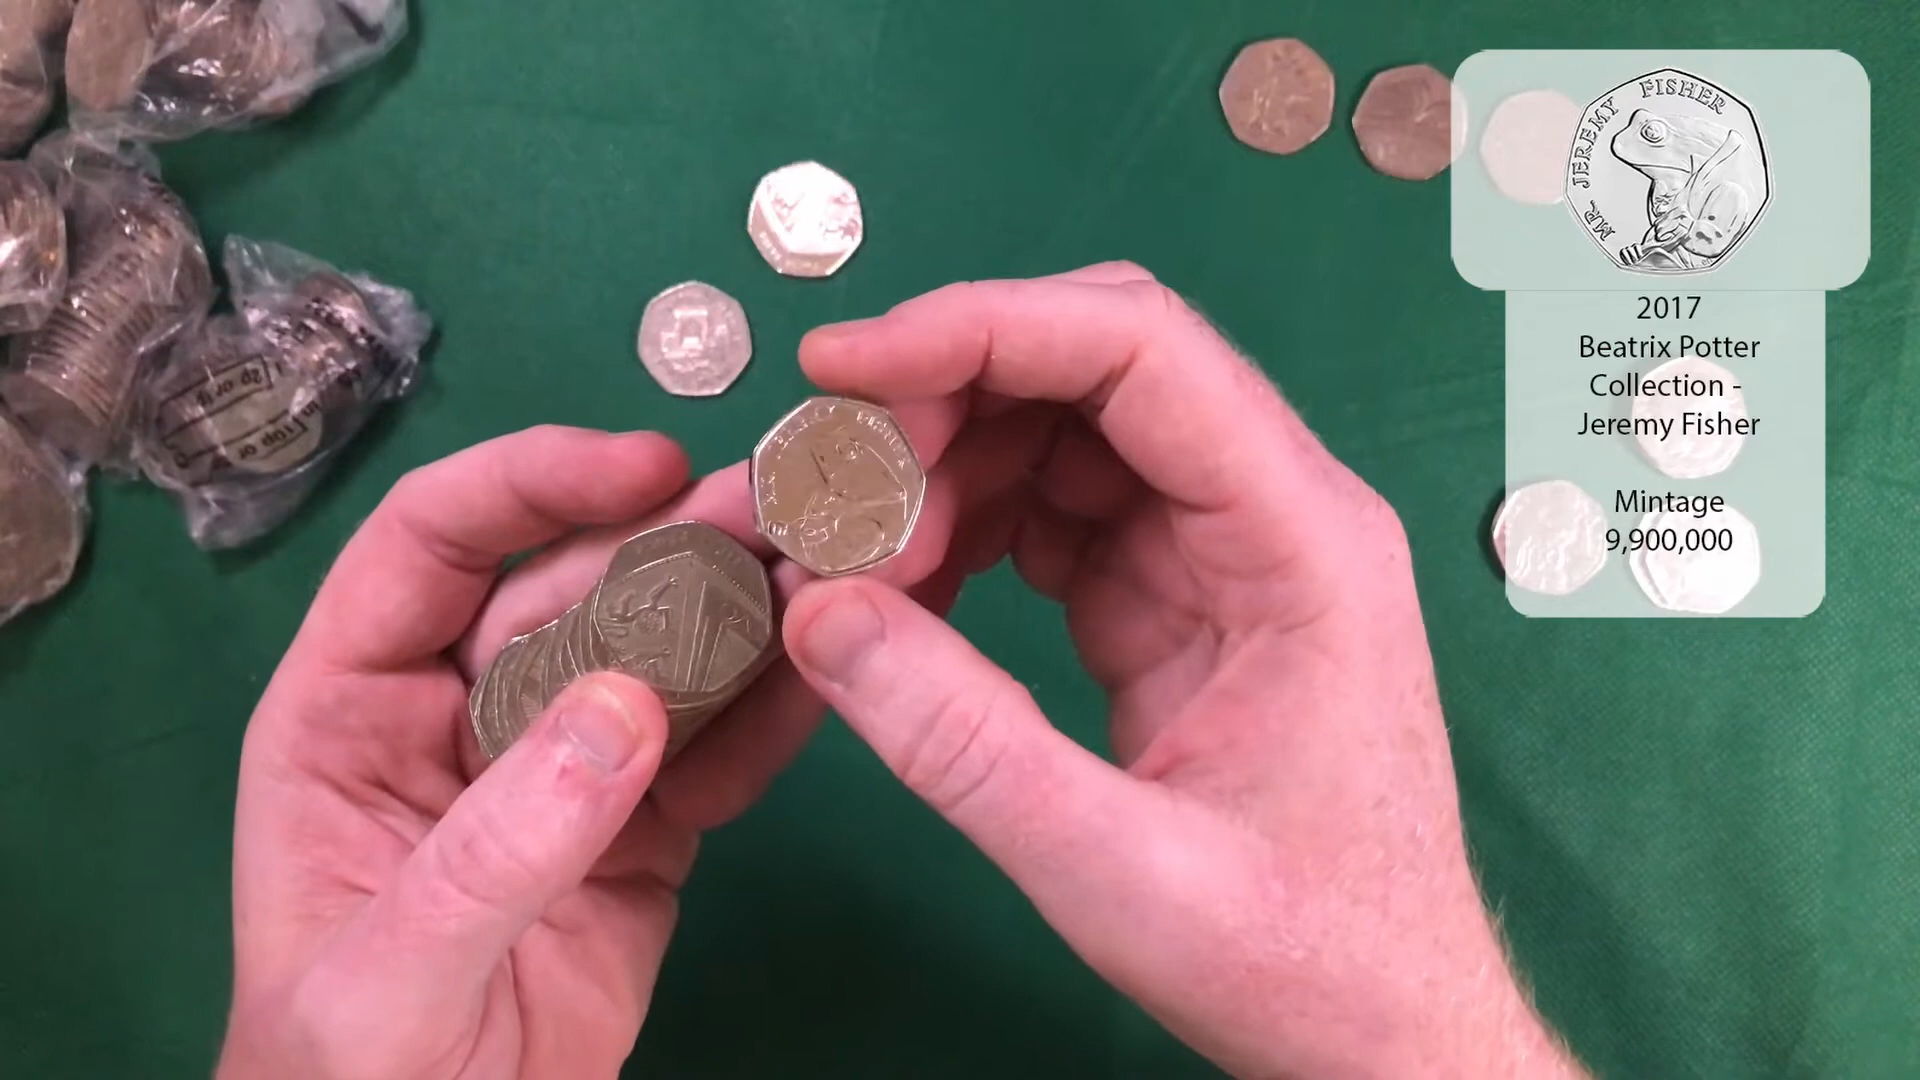 MR. JEREMY FISHER
2017
Beatrix Potter
Collection -
Jeremy Fisher
Mintage
9,900,000